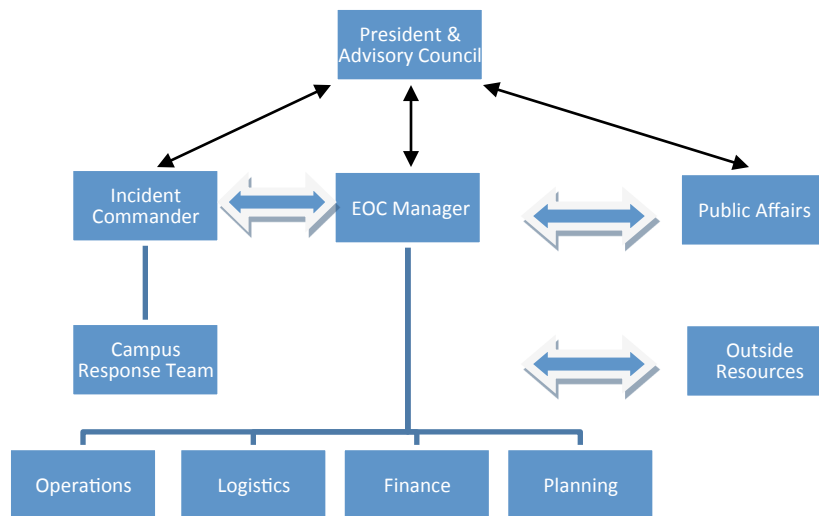 President &
Advisory Council
Incident
Commander
EOC Manager
Public Affairs
Campus
Response Team
Outside
Resources
Operations
Logistics
Finance
Planning